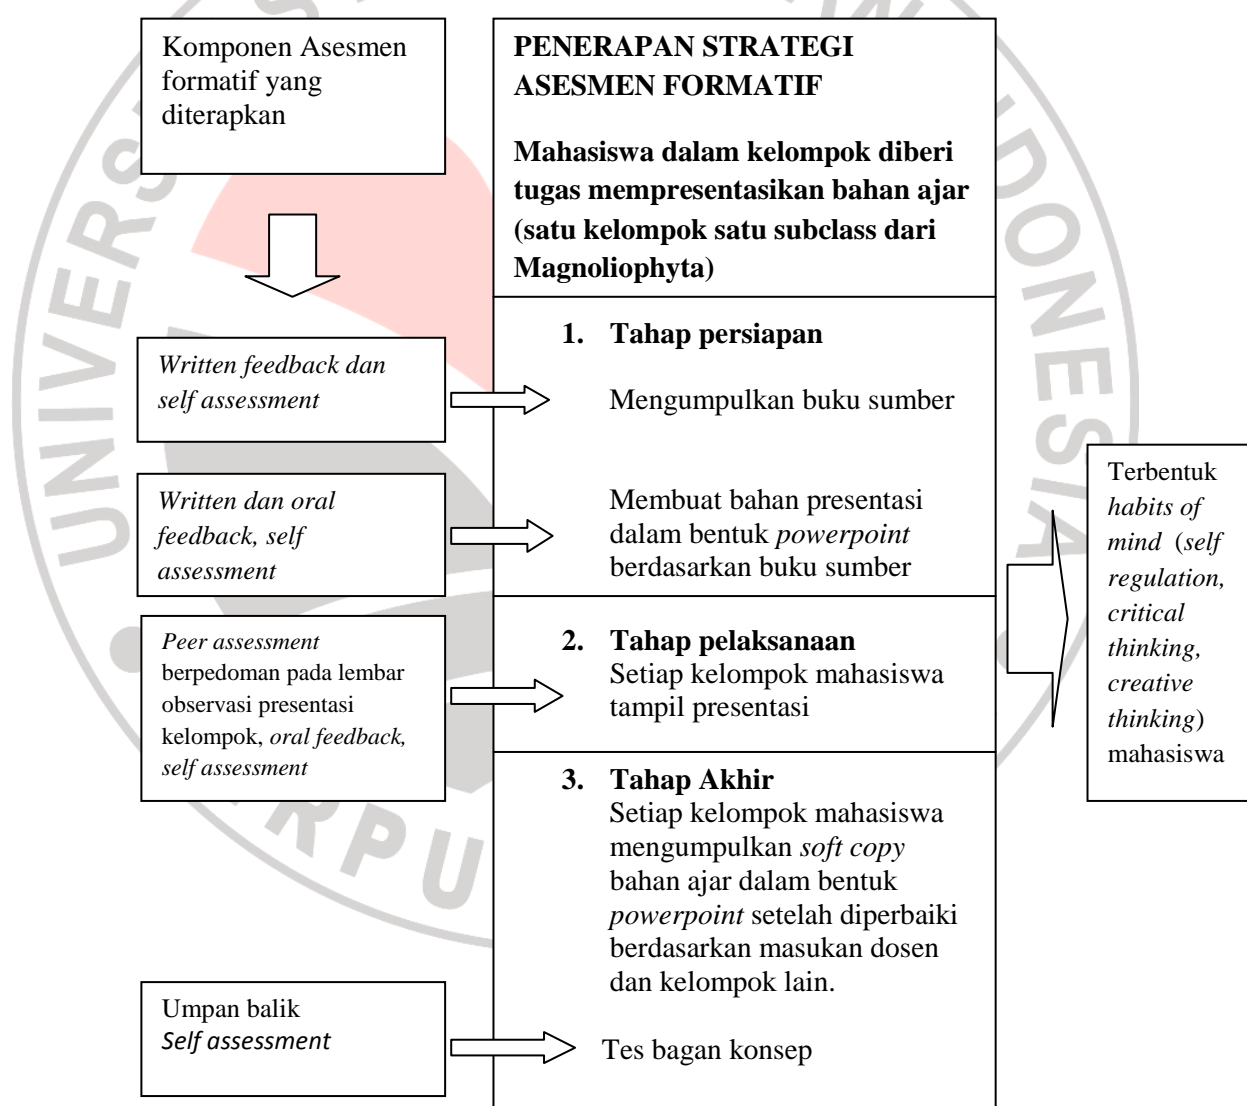 Komponen Asesmen
formatif yang
diterapkan
PENERAPAN STRATEGI
ASESMEN FORMATIF
Mahasiswa dalam kelompok diberi
tugas mempresentasikan bahan ajar
(satu kelompok satu subclass dari
Magnoliophyta)
Written feedback dan
self assessment
1. Tahap persiapan
Mengumpulkan buku sumber
Written dan oral
feedback, self
assessment
Membuat bahan presentasi
dalam bentuk powerpoint
berdasarkan buku sumber
Peer assessment
berpedoman pada lembar
observasi presentasi
kelompok, oral feedback,
self assessment
2. Tahap pelaksanaan
Setiap kelompok mahasiswa
tampil presentasi
3. Tahap Akhir
Setiap kelompok mahasiswa
mengumpulkan soft copy
bahan ajar dalam bentuk
powerpoint setelah diperbaiki
berdasarkan masukan dosen
dan kelompok lain.
Umpan balik
Self assessment
Tes bagan konsep
Terbentuk
habits of
mind (self
regulation,
critical
thinking,
creative
thinking)
mahasiswa